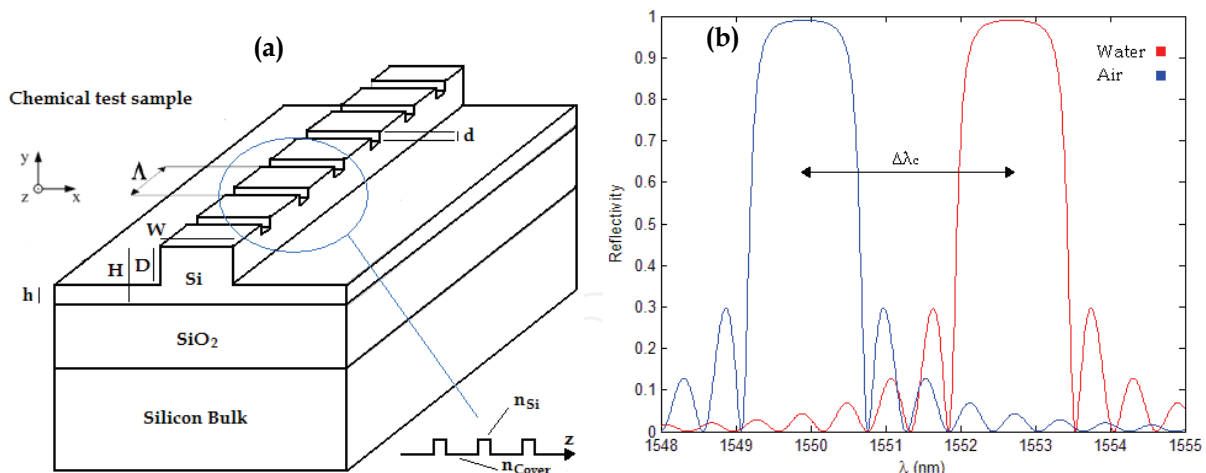 (a)
Chemical test sample
y
z
x
Λ
d
W
H
D
h
Si
SiO₂
Silicon Bulk
n_Si
z
n_Cover
(b)
Water
Air
Δλc
Reflectivity
1
0.9
0.8
0.7
0.6
0.5
0.4
0.3
0.2
0.1
0
1548 1549 1550 1551 1552 1553 1554 1555
λ (nm)